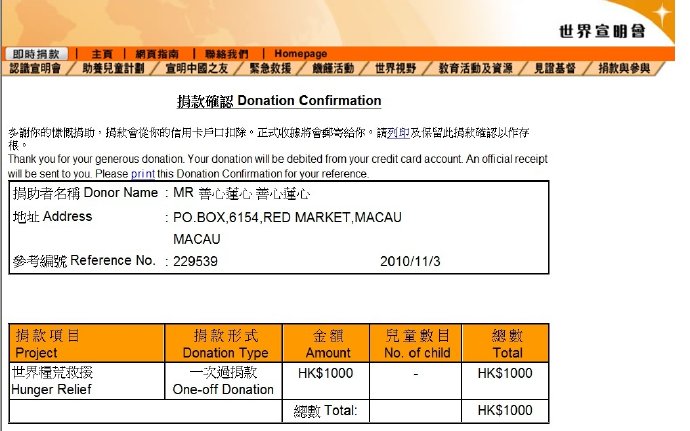 世界宣明會
即時捐款 | 主頁 | 網頁指南 | 聯絡我們 | Homepage
認識宣明會 / 助養兒童計劃 / 宣明中國之友 / 緊急救援 / 饑饉活動 / 世界視野 / 教育活動及資源 / 見證基督 / 捐款與參與
捐款確認 Donation Confirmation
多謝你的慷慨捐助，捐款會從你的信用卡戶口扣除。正式收據將會郵寄給你。請列印及保留此捐款確認以作存
根。
Thank you for your generous donation. Your donation will be debited from your credit card account. An official receipt
will be sent to you. Please print this Donation Confirmation for your reference.
捐助者名稱 Donor Name : MR 善心蓮心 善心蓮心
地址 Address : PO.BOX,6154,RED MARKET,MACAU
MACAU
參考編號 Reference No. : 229539 2010/11/3
捐款項目 捐款形式 金額 兒童數目 總數
Project Donation Type Amount No. of child Total
世界糧荒救援 一次過捐款 HK$1000 - HK$1000
Hunger Relief One-off Donation
總數 Total: HK$1000